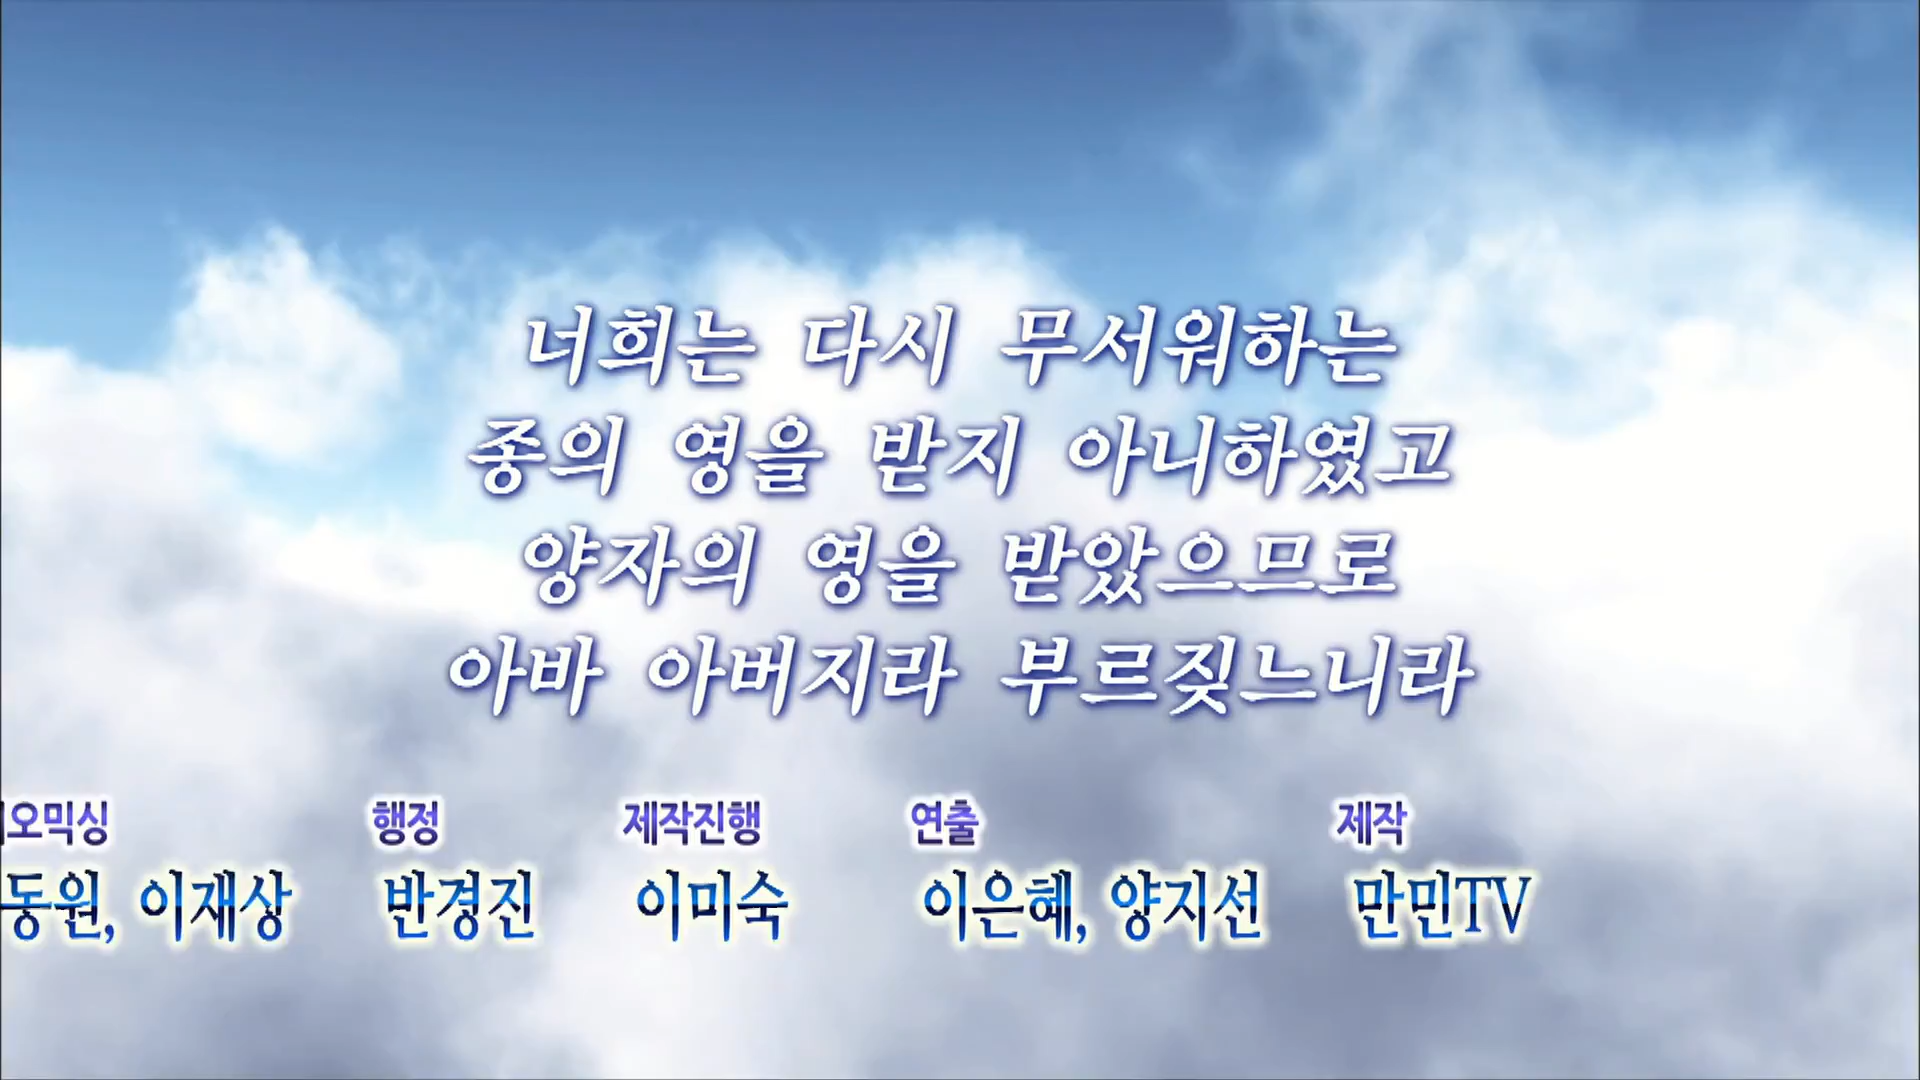 너희는 다시 무서워하는
종의 영을 받지 아니하였고
양자의 영을 받았으므로
아바 아버지라 부르짖느니라
오믹싱 행정 제작진행 연출 제작
동원, 이재상 반경진 이미숙 이은혜, 양지선 만민TV